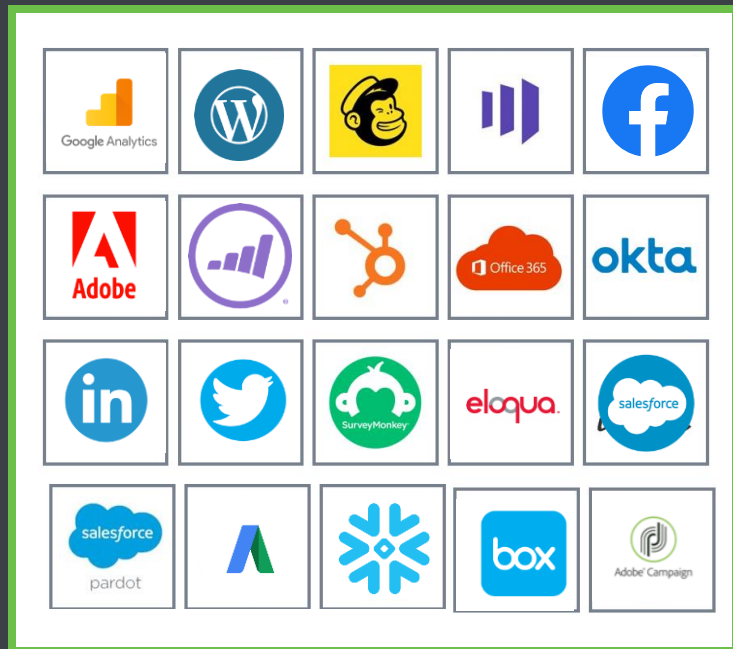 Google Analytics
Adobe
Office 365
okta
in
SurveyMonkey
eloqua.
salesforce
salesforce
pardot
box
Adobe Campaign